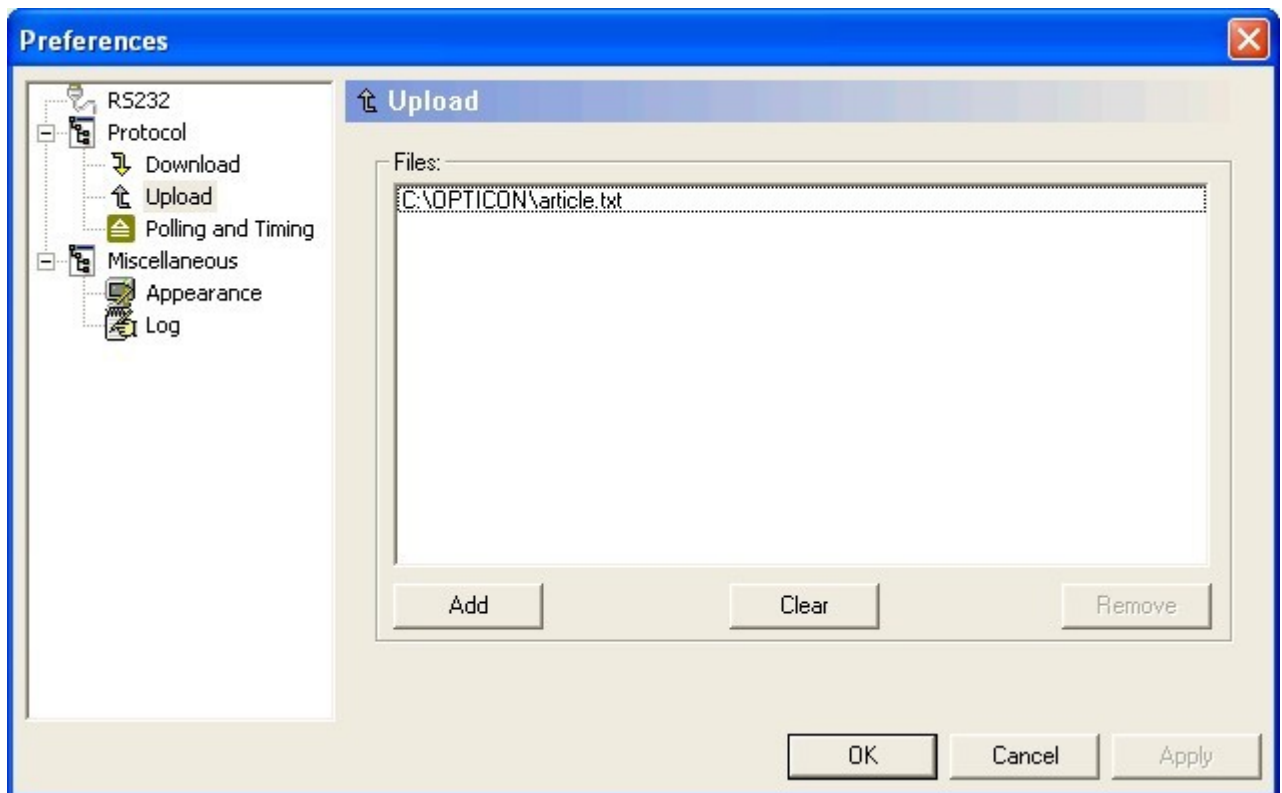 Preferences
RS232
Protocol
Download
Upload
Polling and Timing
Miscellaneous
Appearance
Log
Upload
Files:
C:\OPTICON\article.txt
Add
Clear
Remove
OK
Cancel
Apply